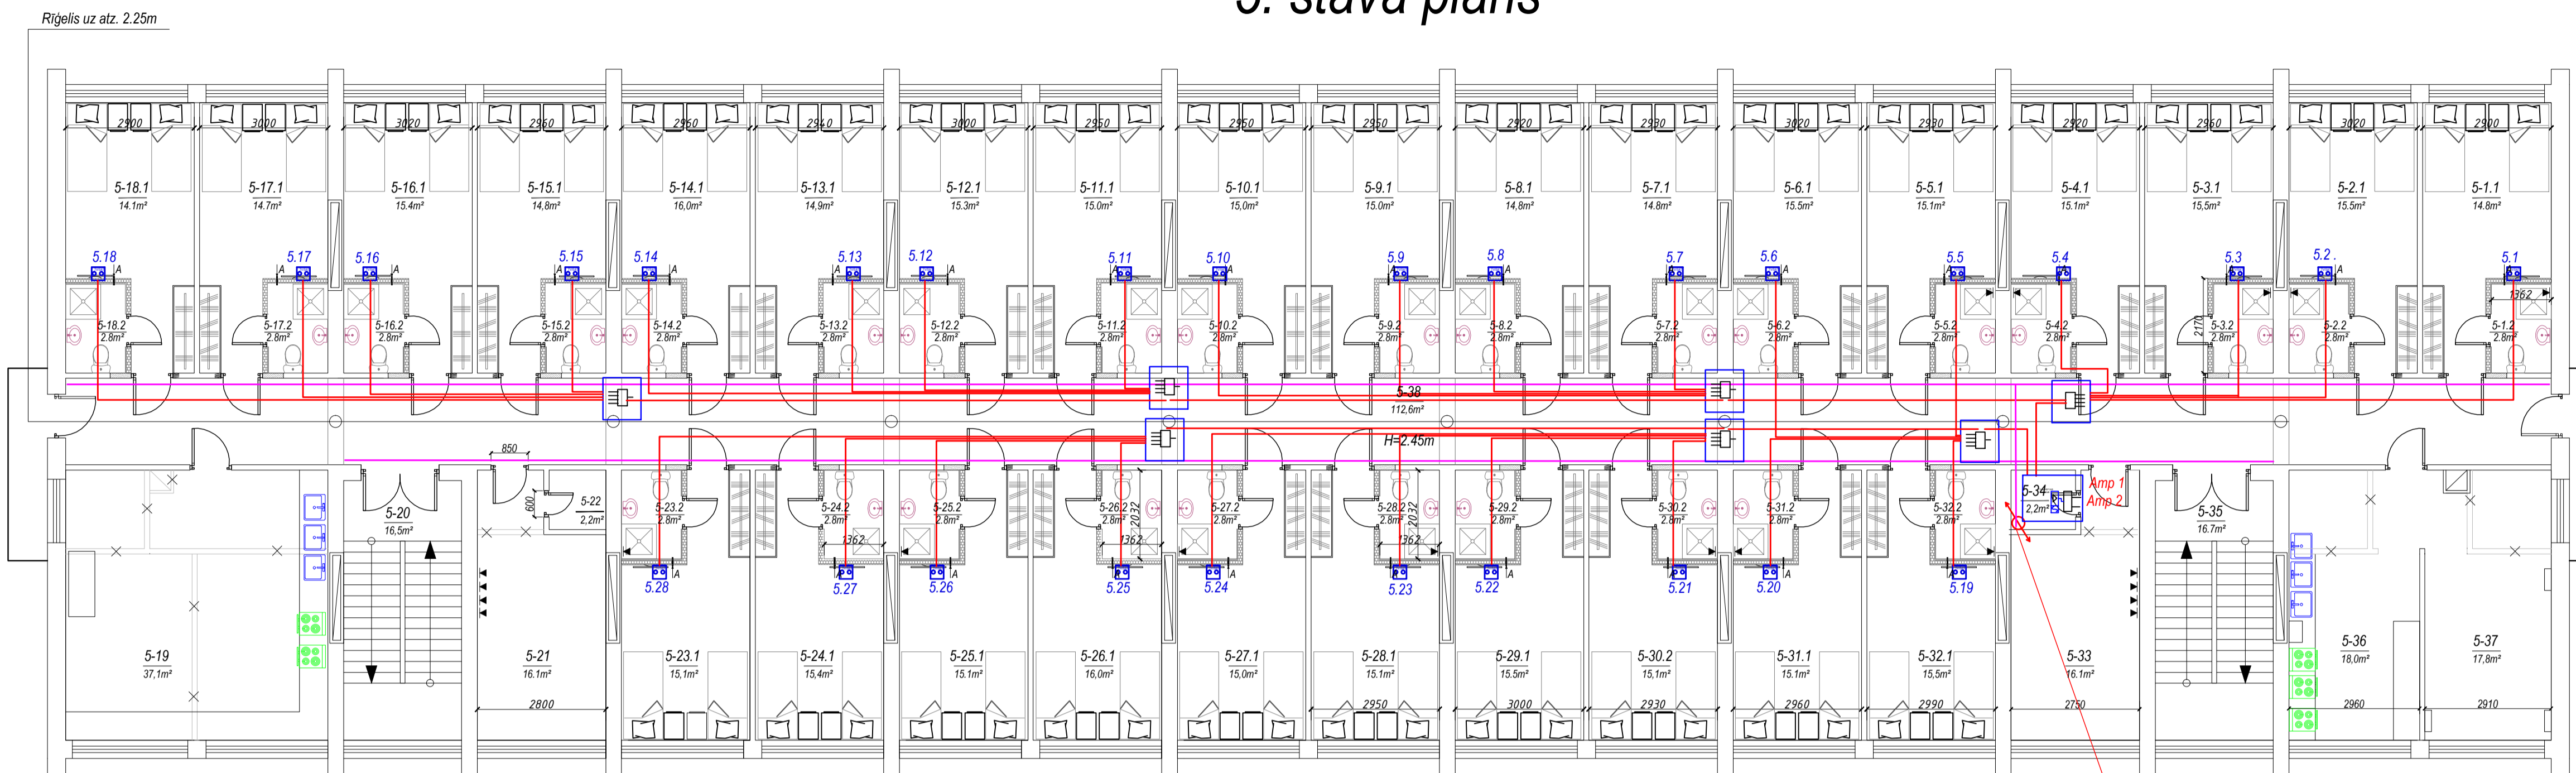 5. stāva plāns
Rīģelis uz atz. 2.25m
2900 3000 3020 2960 2960 2940 3000 2950 2950 2950 2920 2930 3020 2930 2920 2960 3020 2900
5-18.1 5-17.1 5-16.1 5-15.1 5-14.1 5-13.1 5-12.1 5-11.1 5-10.1 5-9.1 5-8.1 5-7.1 5-6.1 5-5.1 5-4.1 5-3.1 5-2.1 5-1.1
14.1m² 14.7m² 15.4m² 14,8m² 16,0m² 14,9m² 15.3m² 15.0m² 15,0m² 15.0m² 14,8m² 14.8m² 15.5m² 15.1m² 15.1m² 15,5m² 15.5m² 14.8m²
5.18 5.17 5.16 5.15 5.14 5.13 5.12 5.11 5.10 5.9 5.8 5.7 5.6 5.5 5.4 5.3 5.2 . 5.1
A A A A A A A A A A A A A A A A A A
1362
2170
5-18.2 5-17.2 5-16.2 5-15.2 5-14.2 5-13.2 5-12.2 5-11.2 5-10.2 5-9.2 5-8.2 5-7.2 5-6.2 5-5.2 5-4.2 5-3.2 5-2.2 5-1.2
2.8m² 2.8m² 2.8m² 2.8m² 2.8m² 2.8m² 2.8m² 2.8m² 2.8m² 2.8m² 2.8m² 2.8m² 2.8m² 2.8m² 2.8m² 2.8m² 2.8m² 2.8m²
5-38
112,6m²
H=2.45m
850
600
5-20
16,5m²
5-22
2,2m²
5-23.2 5-24.2 5-25.2 5-26.2 5-27.2 5-28.2 5-29.2 5-30.2 5-31.2 5-32.2
2.8m² 2.8m² 2.8m² 2.8m² 2.8m² 2.8m² 2.8m² 2.8m² 2.8m² 2.8m²
2032 2032
1362 1362 1362
5-34
2,2m²
Amp 1
Amp 2
5-35
16.7m²
A A A A A A A A A A
5.28 5.27 5.26 5.25 5.24 5.23 5.22 5.21 5.20 5.19
5-19 5-21 5-23.1 5-24.1 5-25.1 5-26.1 5-27.1 5-28.1 5-29.1 5-30.2 5-31.1 5-32.1 5-33 5-36 5-37
37,1m² 16.1m² 15,1m² 15,4m² 15.1m² 16,0m² 15,0m² 15.1m² 15.5m² 15,1m² 15.1m² 15,5m² 16.1m² 18,0m² 17,8m²
2800 2950 3000 2930 2960 2990 2750 2960 2910